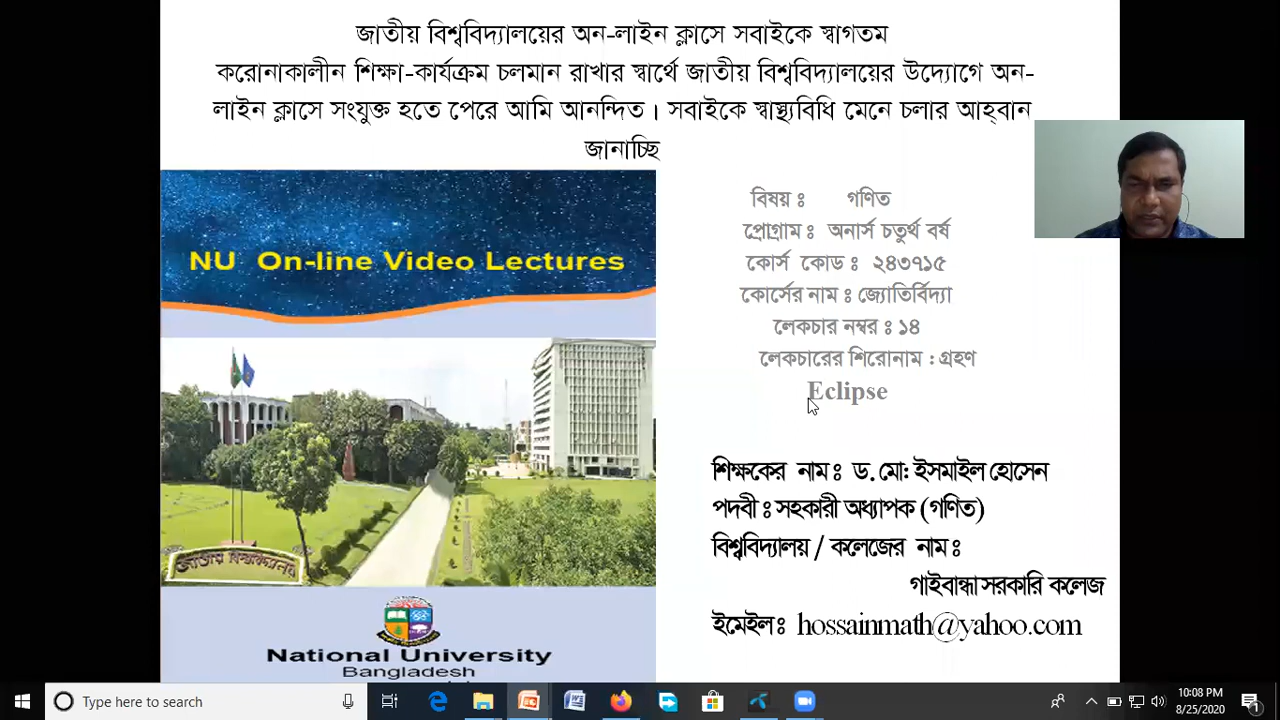 জাতীয় বিশ্ববিদ্যালয়ের অন-লাইন ক্লাসে সবাইকে স্বাগতম
করোনাকালীন শিক্ষা-কার্যক্রম চলমান রাখার স্বার্থে জাতীয় বিশ্ববিদ্যালয়ের উদ্যোগে অন-
লাইন ক্লাসে সংযুক্ত হতে পেরে আমি আনন্দিত। সবাইকে স্বাস্থ্যবিধি মেনে চলার আহ্বান
জানাচ্ছি
NU On-line Video Lectures
জাতীয় বিশ্ববিদ্যালয়
National University
Bangladesh
বিষয় ঃ গণিত
প্রোগ্রাম ঃ অনার্স চতুর্থ বর্ষ
কোর্স কোড ঃ ২৪৩৭১৫
কোর্সের নাম ঃ জ্যোতির্বিদ্যা
লেকচার নম্বর ঃ ১৪
লেকচারের শিরোনাম : গ্রহণ
Eclipse
শিক্ষকের নাম ঃ ড. মো: ইসমাইল হোসেন
পদবী ঃ সহকারী অধ্যাপক (গণিত)
বিশ্ববিদ্যালয় / কলেজের নাম ঃ
গাইবান্ধা সরকারি কলেজ
ইমেইল ঃ hossainmath@yahoo.com
Type here to search
10:08 PM
8/25/2020